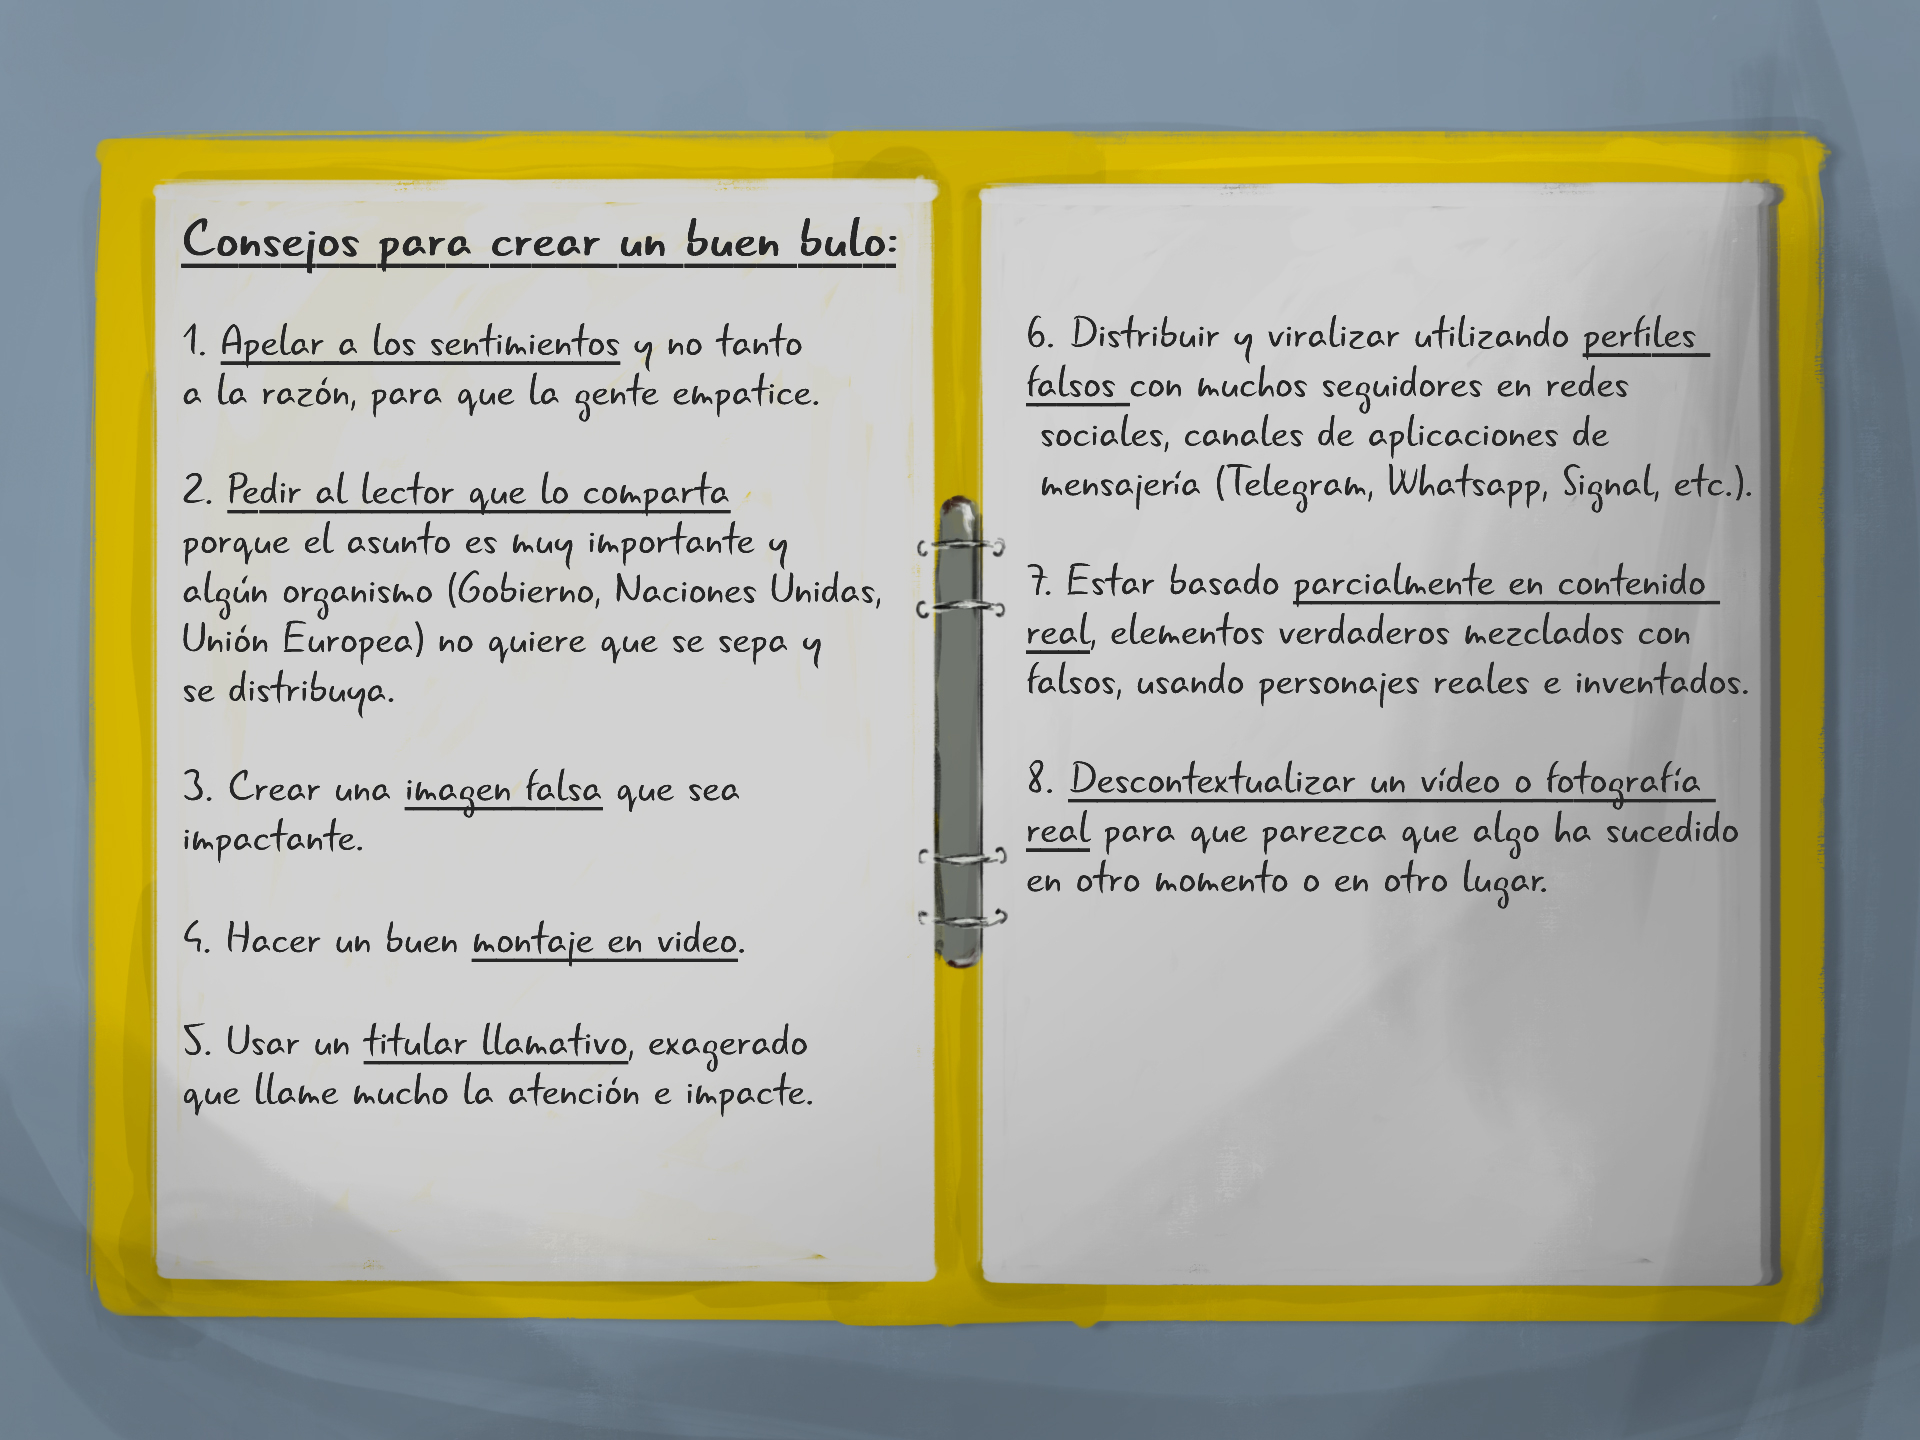 Consejos para crear un buen bulo:
1. Apelar a los sentimientos y no tanto
a la razón, para que la gente empatice.
2. Pedir al lector que lo comparta
porque el asunto es muy importante y
algún organismo (Gobierno, Naciones Unidas,
Unión Europea) no quiere que se sepa y
se distribuya.
3. Crear una imagen falsa que sea
impactante.
4. Hacer un buen montaje en video.
5. Usar un titular llamativo, exagerado
que llame mucho la atención e impacte.
6. Distribuir y viralizar utilizando perfiles
falsos con muchos seguidores en redes
sociales, canales de aplicaciones de
mensajería (Telegram, Whatsapp, Signal, etc.).
7. Estar basado parcialmente en contenido
real, elementos verdaderos mezclados con
falsos, usando personajes reales e inventados.
8. Descontextualizar un vídeo o fotografía
real para que parezca que algo ha sucedido
en otro momento o en otro lugar.